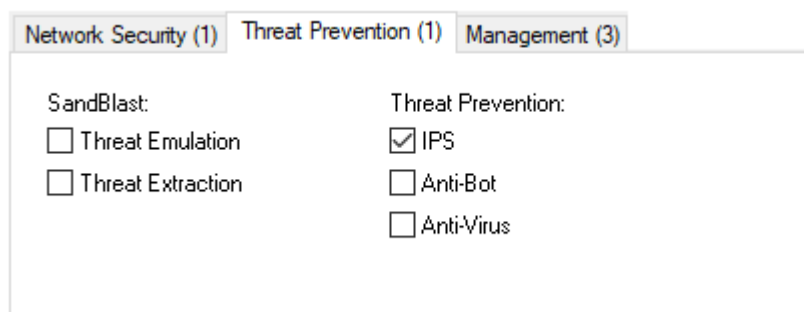 Network Security (1) Threat Prevention (1) Management (3)
SandBlast: Threat Prevention:
Threat Emulation IPS
Threat Extraction Anti-Bot
Anti-Virus